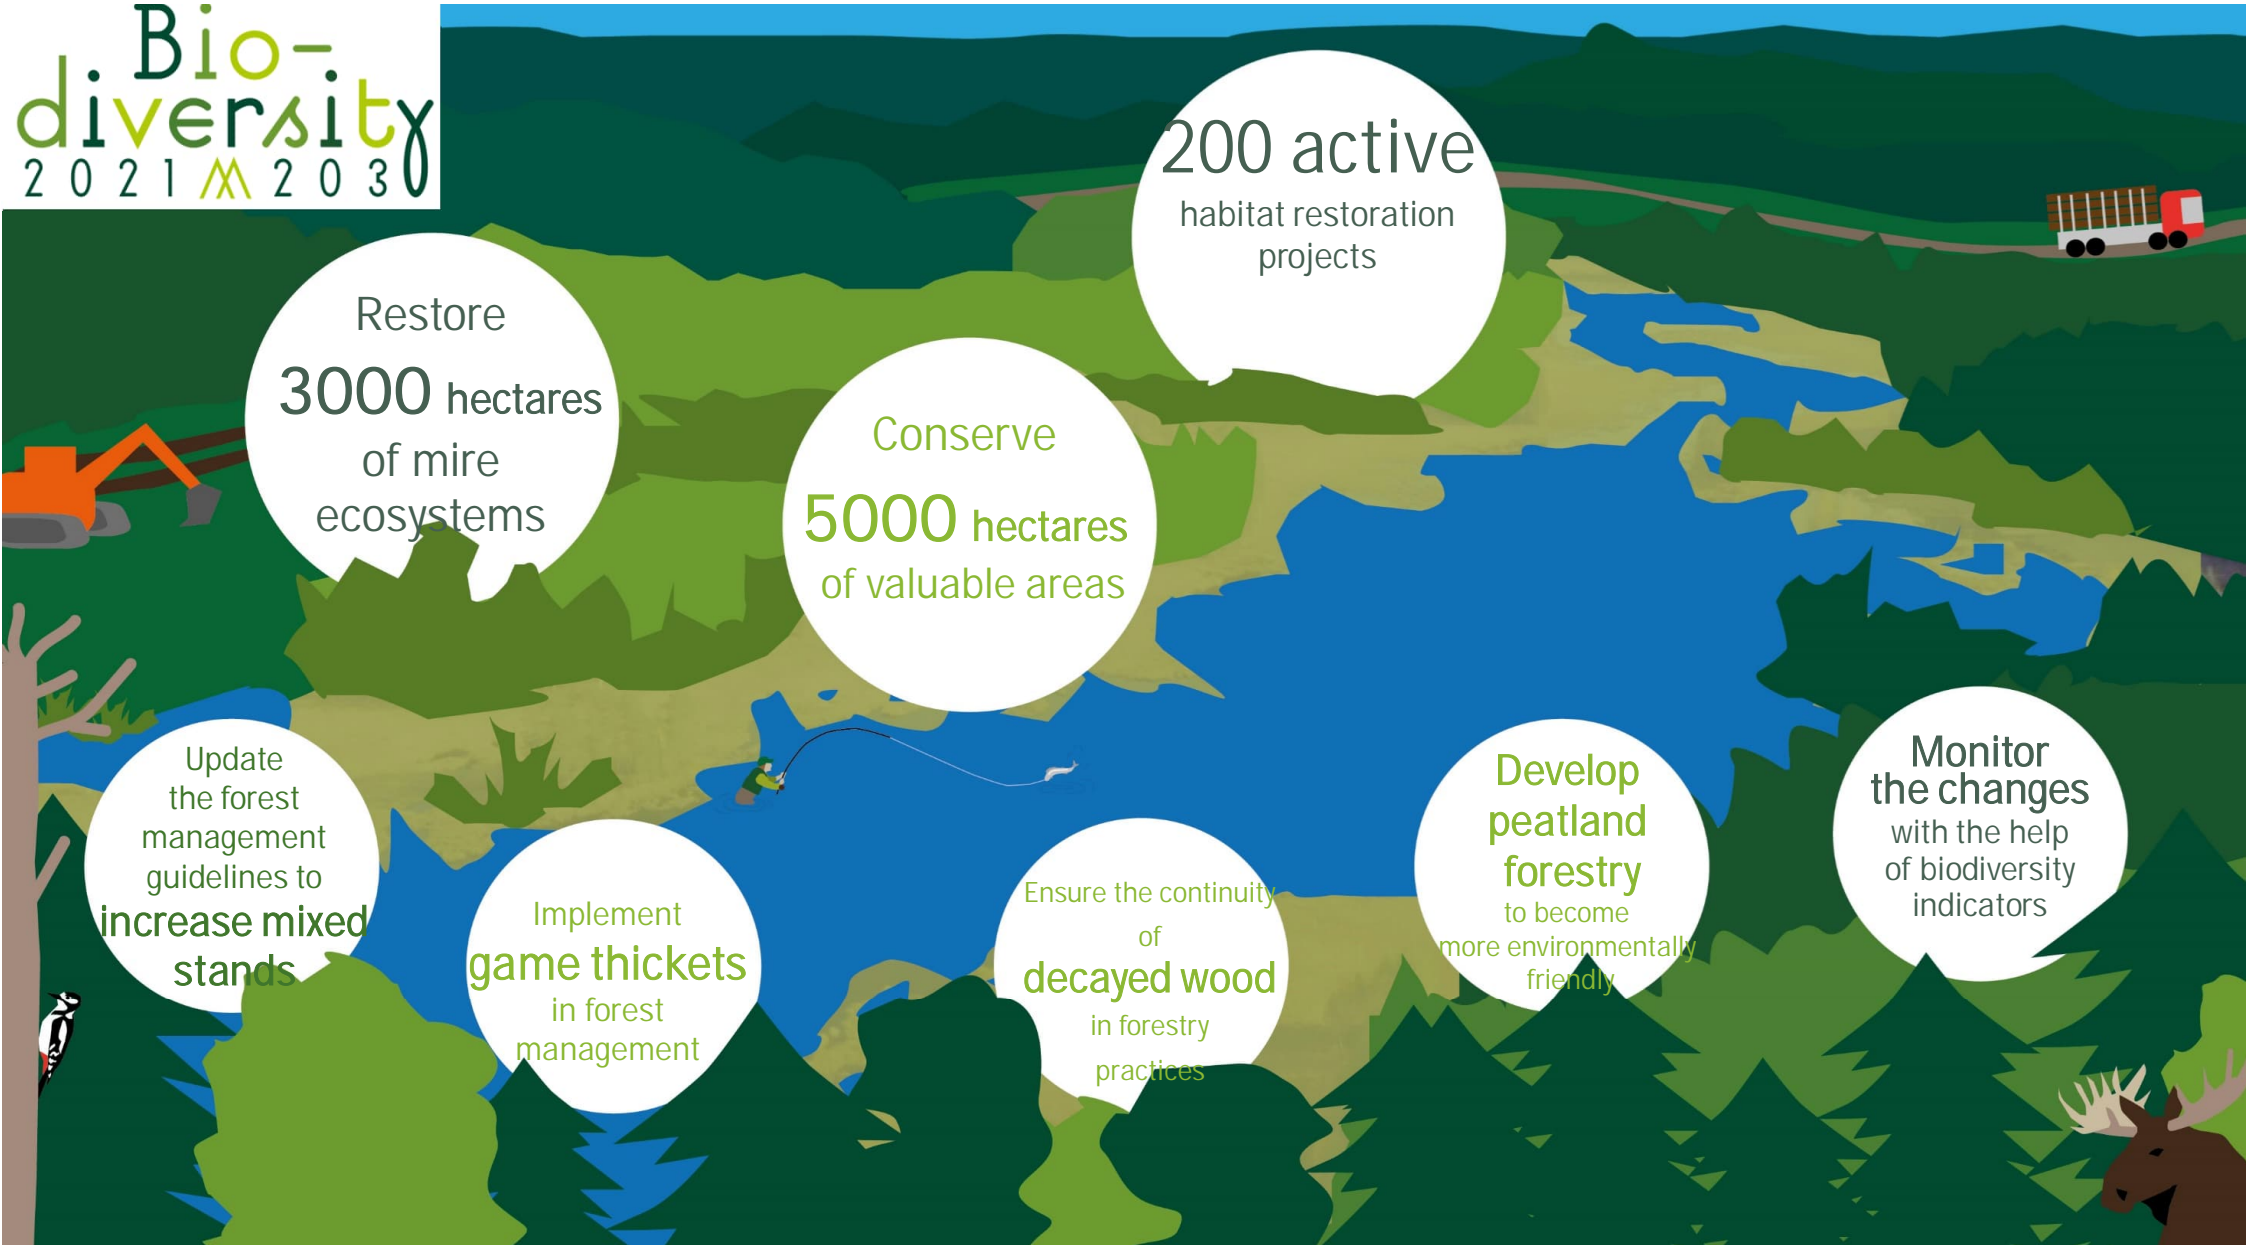 Bio-
diversity
2021 2030
200 active
habitat restoration
projects
Restore
3000 hectares
of mire
ecosystems
Conserve
5000 hectares
of valuable areas
Update
the forest
management
guidelines to
increase mixed
stands
Implement
game thickets
in forest
management
Ensure the continuity
of
decayed wood
in forestry
practices
Develop
peatland
forestry
to become
more environmentally
friendly
Monitor
the changes
with the help
of biodiversity
indicators